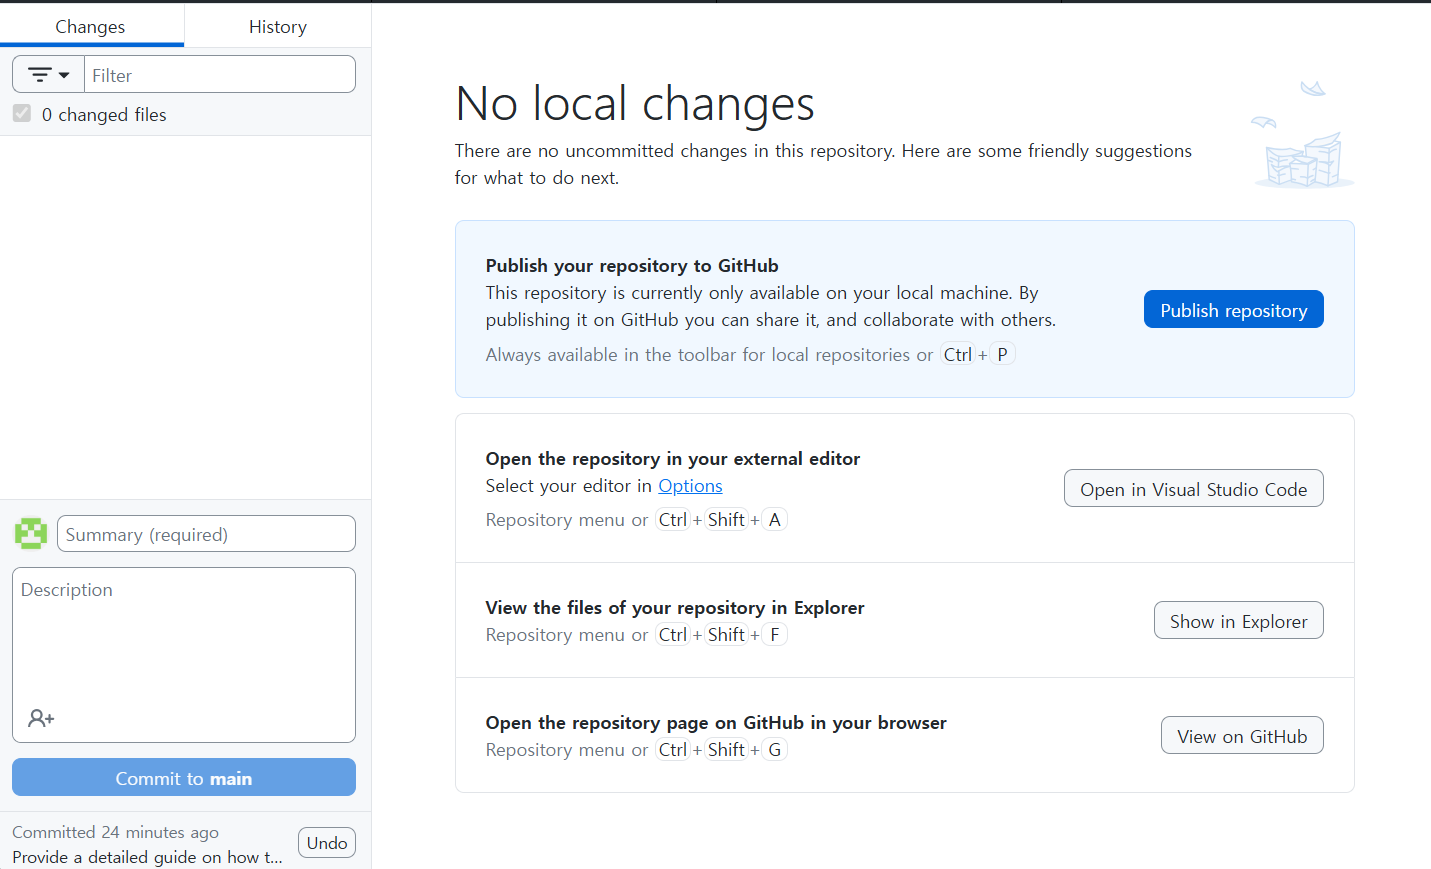 Changes
History
Filter
0 changed files
No local changes
There are no uncommitted changes in this repository. Here are some friendly suggestions
for what to do next.
Publish your repository to GitHub
This repository is currently only available on your local machine. By
publishing it on GitHub you can share it, and collaborate with others.
Always available in the toolbar for local repositories or Ctrl + P
Publish repository
Open the repository in your external editor
Select your editor in Options
Repository menu or Ctrl + Shift + A
Open in Visual Studio Code
View the files of your repository in Explorer
Repository menu or Ctrl + Shift + F
Show in Explorer
Open the repository page on GitHub in your browser
Repository menu or Ctrl + Shift + G
View on GitHub
Summary (required)
Description
Commit to main
Committed 24 minutes ago
Provide a detailed guide on how t...
Undo